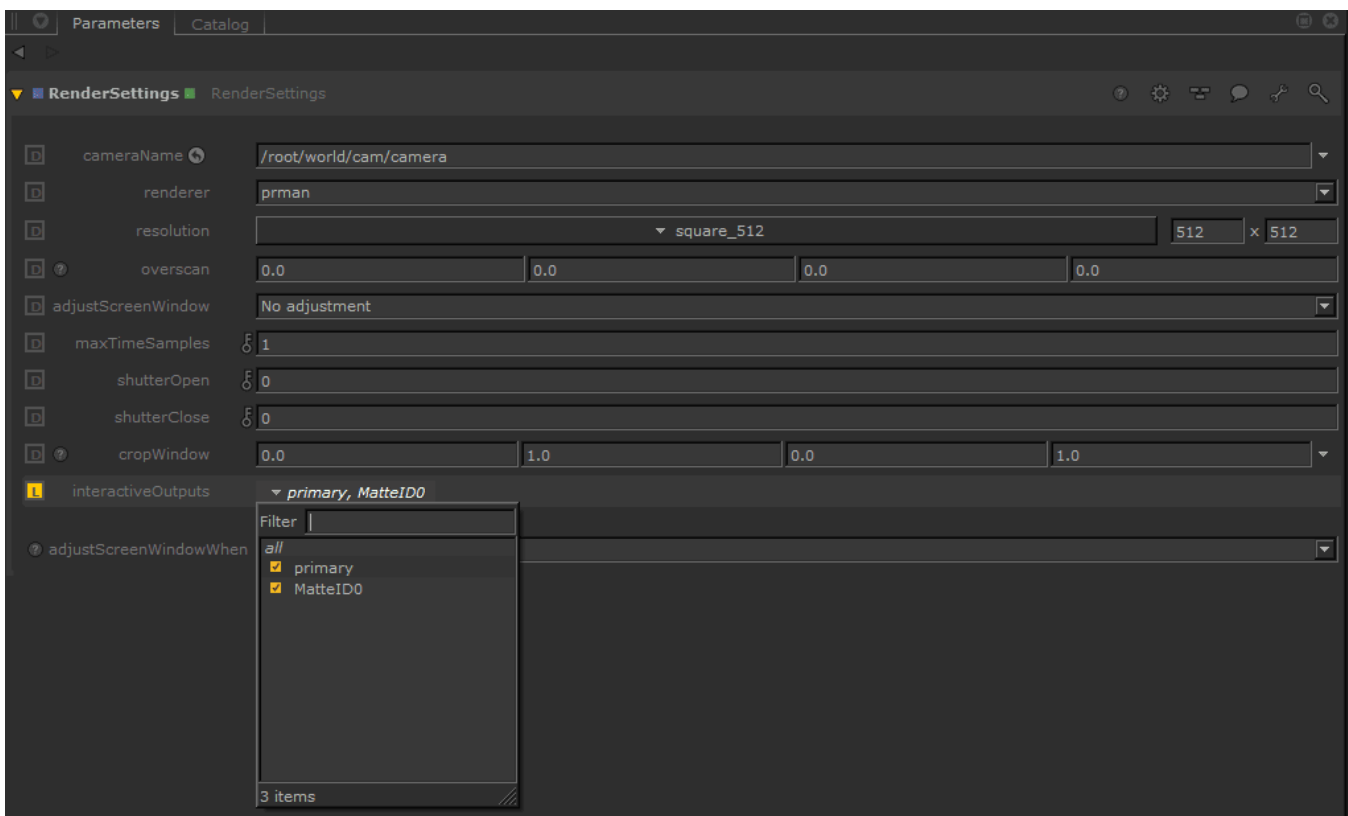 Parameters Catalog
RenderSettings RenderSettings
D cameraName /root/world/cam/camera
D renderer prman
D resolution square_512 512 x 512
D ? overscan 0.0 0.0 0.0 0.0
D adjustScreenWindow No adjustment
D maxTimeSamples 1
D shutterOpen 0
D shutterClose 0
D ? cropWindow 0.0 1.0 0.0 1.0
L interactiveOutputs primary, MatteID0
Filter
? adjustScreenWindowWhen
all
primary
MatteID0
3 items